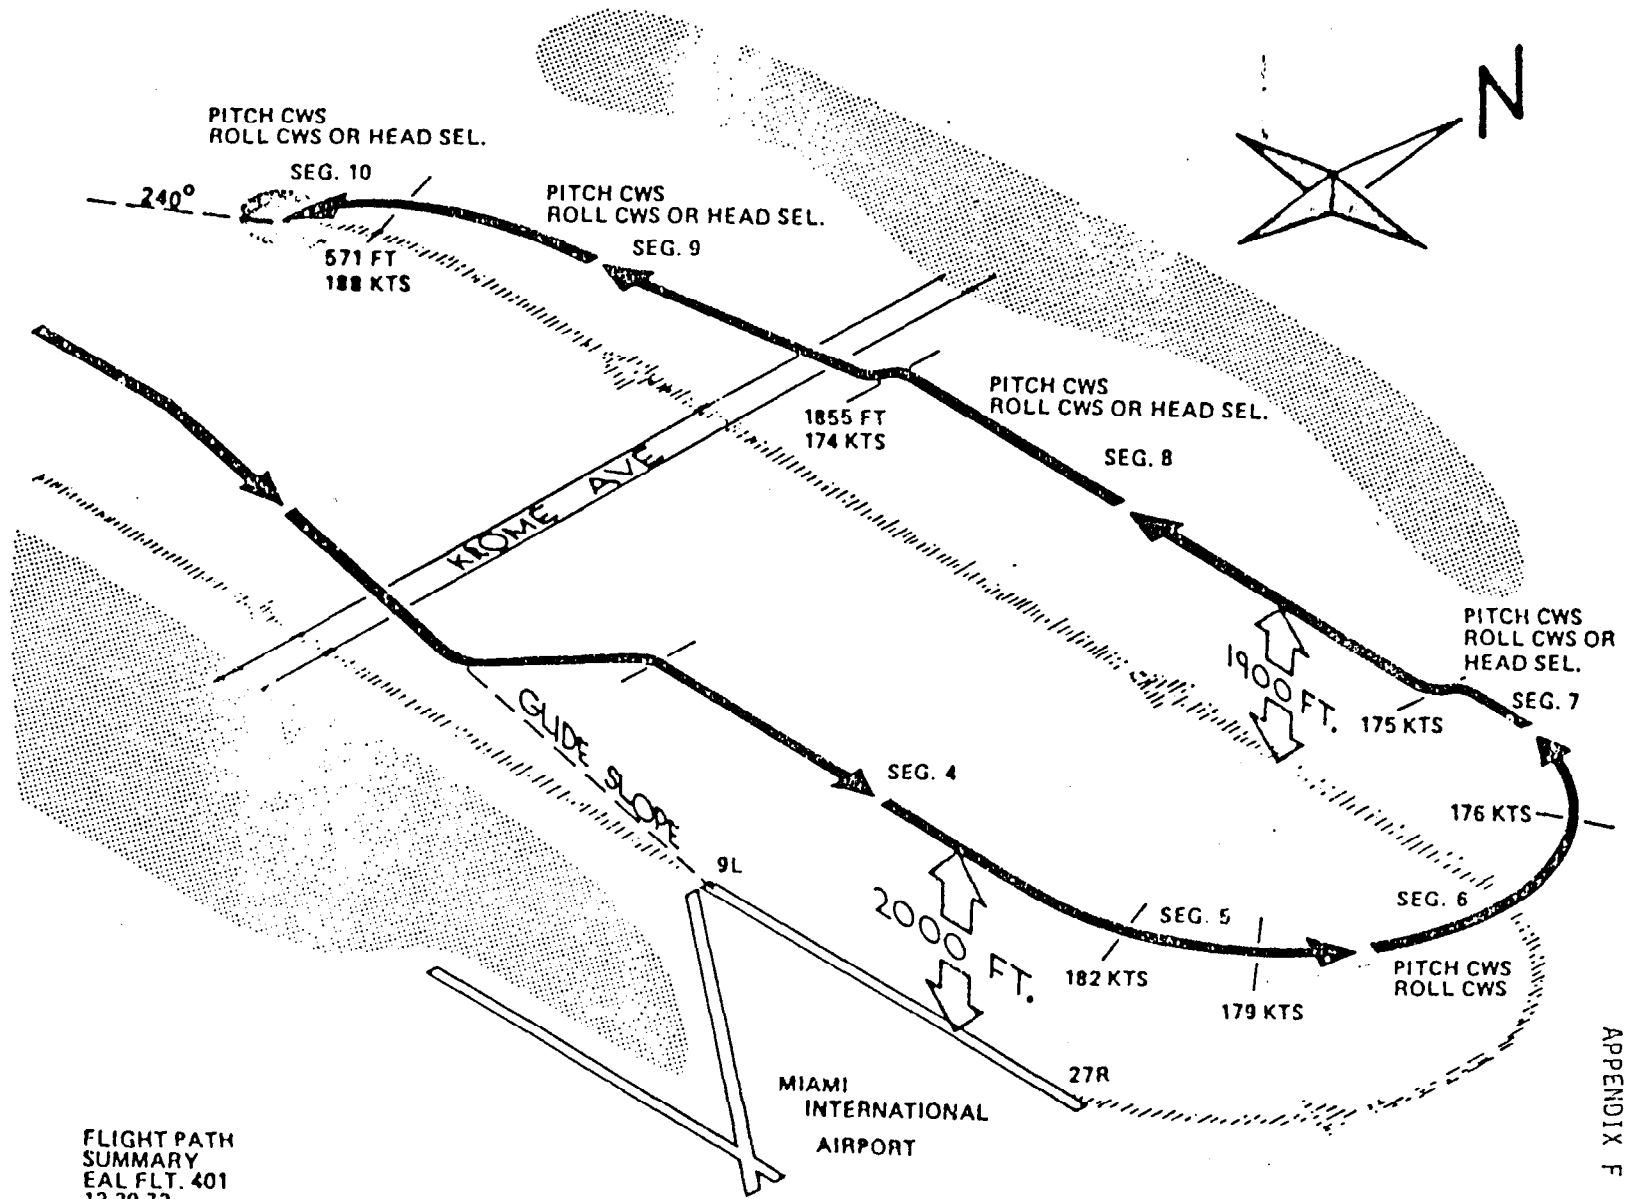 N
PITCH CWS
ROLL CWS OR HEAD SEL.
SEG. 10
240°
571 FT
188 KTS
PITCH CWS
ROLL CWS OR HEAD SEL.
SEG. 9
1855 FT
174 KTS
PITCH CWS
ROLL CWS OR HEAD SEL.
SEG. 8
KROME AVE
PITCH CWS
ROLL CWS OR
HEAD SEL.
SEG. 7
1900 FT.
175 KTS
176 KTS
GLIDE SLOPE
SEG. 4
9L
2000 FT.
SEG. 5
182 KTS
179 KTS
SEG. 6
PITCH CWS
ROLL CWS
27R
MIAMI
INTERNATIONAL
AIRPORT
APPENDIX F
FLIGHT PATH
SUMMARY
EAL FLT. 401